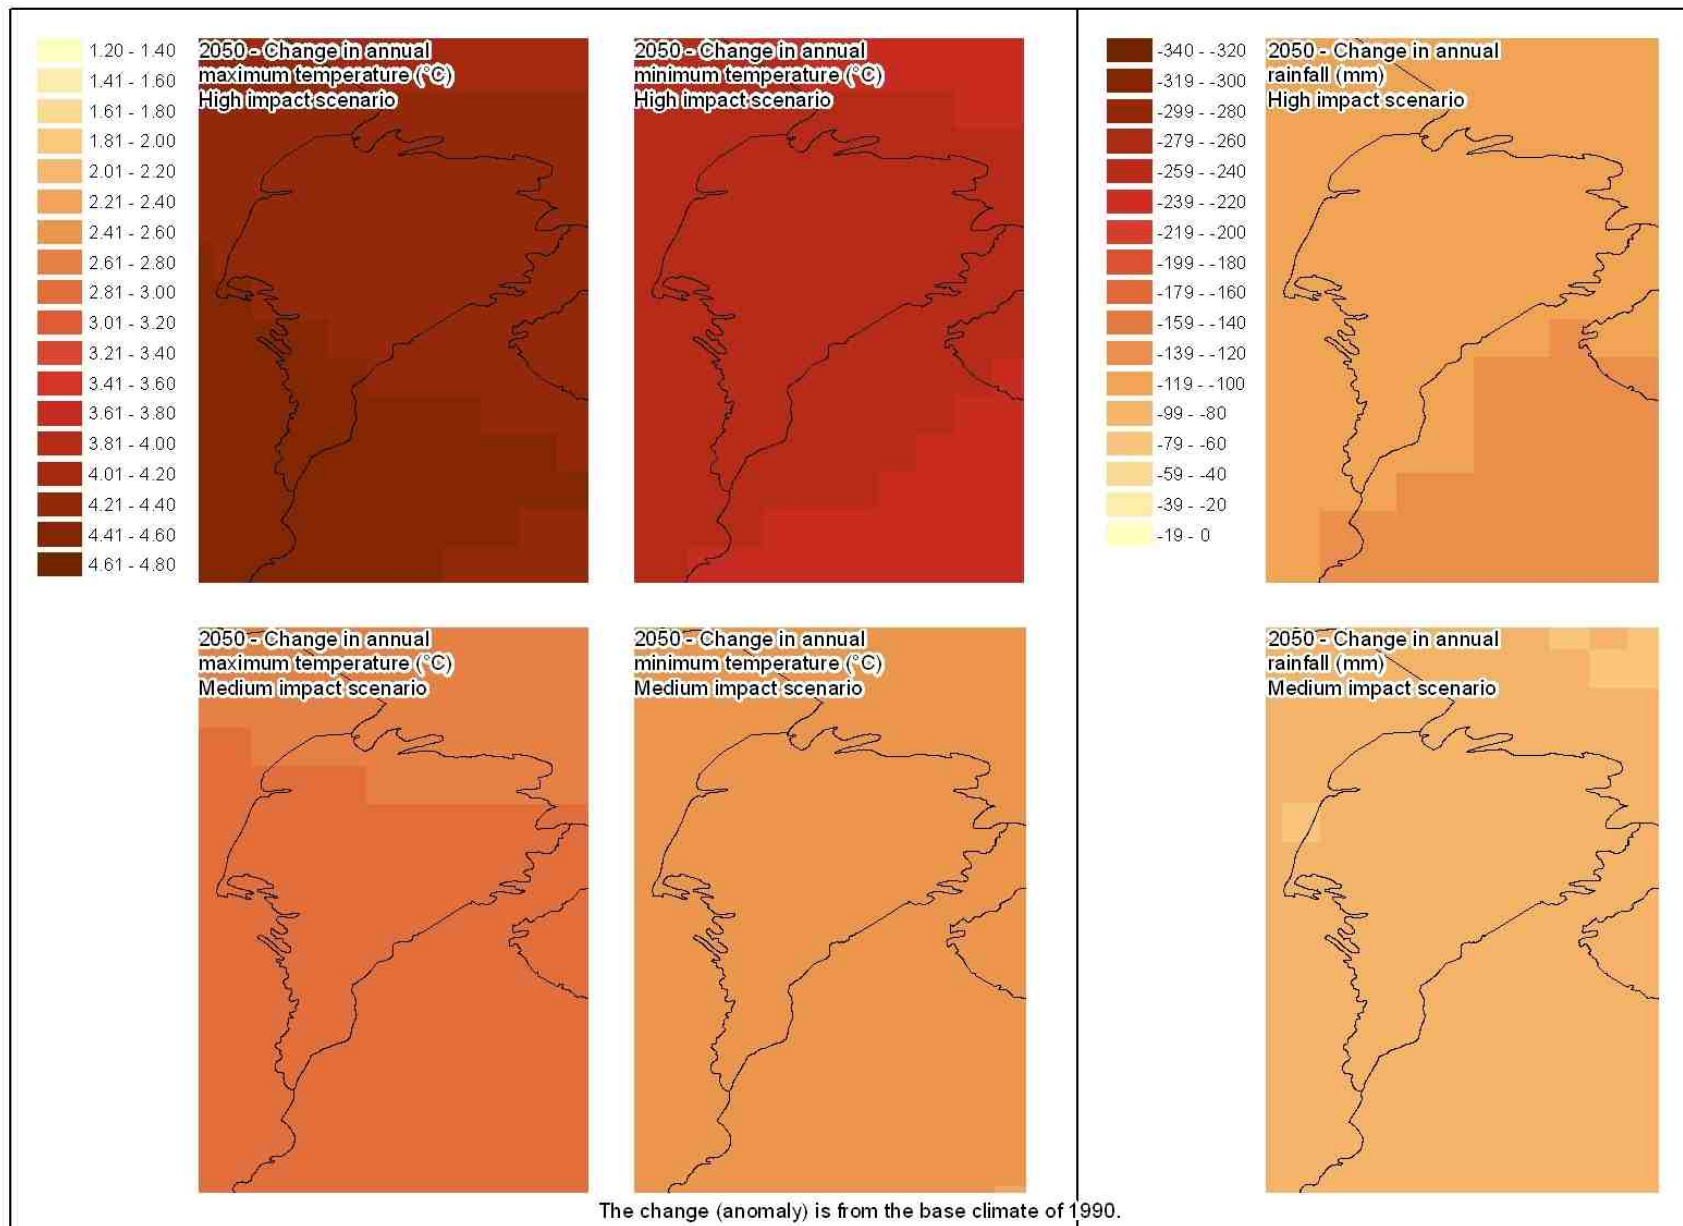 1.20 - 1.40
1.41 - 1.60
1.61 - 1.80
1.81 - 2.00
2.01 - 2.20
2.21 - 2.40
2.41 - 2.60
2.61 - 2.80
2.81 - 3.00
3.01 - 3.20
3.21 - 3.40
3.41 - 3.60
3.61 - 3.80
3.81 - 4.00
4.01 - 4.20
4.21 - 4.40
4.41 - 4.60
4.61 - 4.80
2050 - Change in annual
maximum temperature (°C)
High impact scenario
2050 - Change in annual
minimum temperature (°C)
High impact scenario
-340 - -320
-319 - -300
-299 - -280
-279 - -260
-259 - -240
-239 - -220
-219 - -200
-199 - -180
-179 - -160
-159 - -140
-139 - -120
-119 - -100
-99 - -80
-79 - -60
-59 - -40
-39 - -20
-19 - 0
2050 - Change in annual
rainfall (mm)
High impact scenario
2050 - Change in annual
maximum temperature (°C)
Medium impact scenario
2050 - Change in annual
minimum temperature (°C)
Medium impact scenario
2050 - Change in annual
rainfall (mm)
Medium impact scenario
The change (anomaly) is from the base climate of 1990.